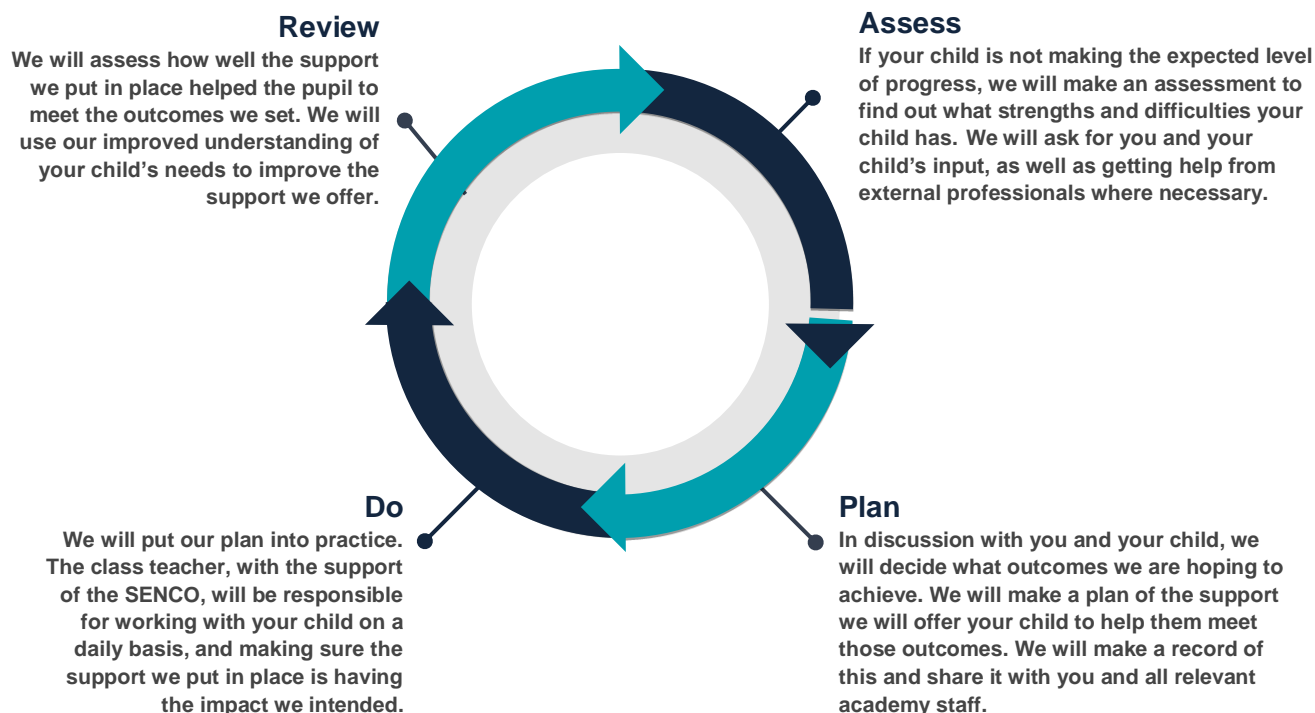 Review
We will assess how well the support
we put in place helped the pupil to
meet the outcomes we set. We will
use our improved understanding of
your child’s needs to improve the
support we offer.
Assess
If your child is not making the expected level
of progress, we will make an assessment to
find out what strengths and difficulties your
child has. We will ask for you and your
child’s input, as well as getting help from
external professionals where necessary.
Do
We will put our plan into practice.
The class teacher, with the support
of the SENCO, will be responsible
for working with your child on a
daily basis, and making sure the
support we put in place is having
the impact we intended.
Plan
In discussion with you and your child, we
will decide what outcomes we are hoping to
achieve. We will make a plan of the support
we will offer your child to help them meet
those outcomes. We will make a record of
this and share it with you and all relevant
academy staff.